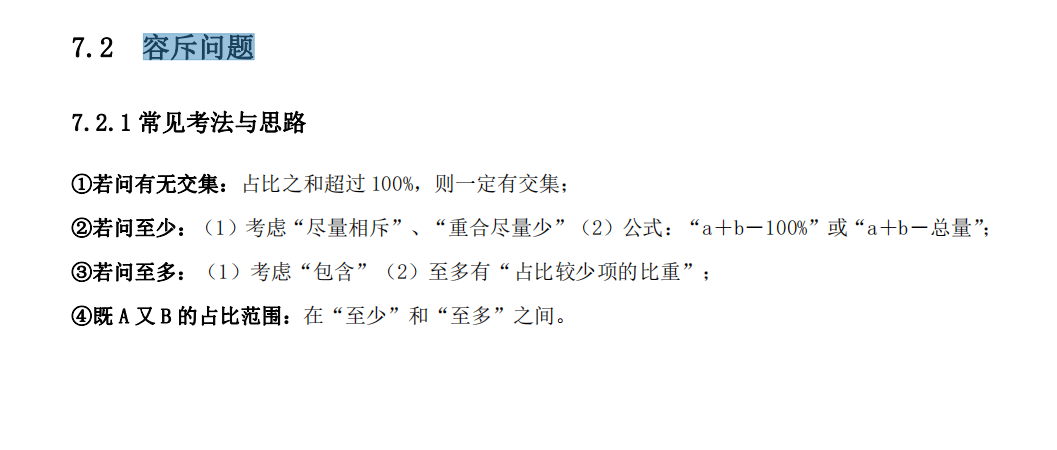 7.2 容斥问题
7.2.1 常见考法与思路
①若问有无交集：占比之和超过 100%，则一定有交集；
②若问至少：（1）考虑“尽量相斥”、“重合尽量少”（2）公式：“a＋b－100%”或“a＋b－总量”；
③若问至多：（1）考虑“包含”（2）至多有“占比较少项的比重”；
④既 A 又 B 的占比范围：在“至少”和“至多”之间。